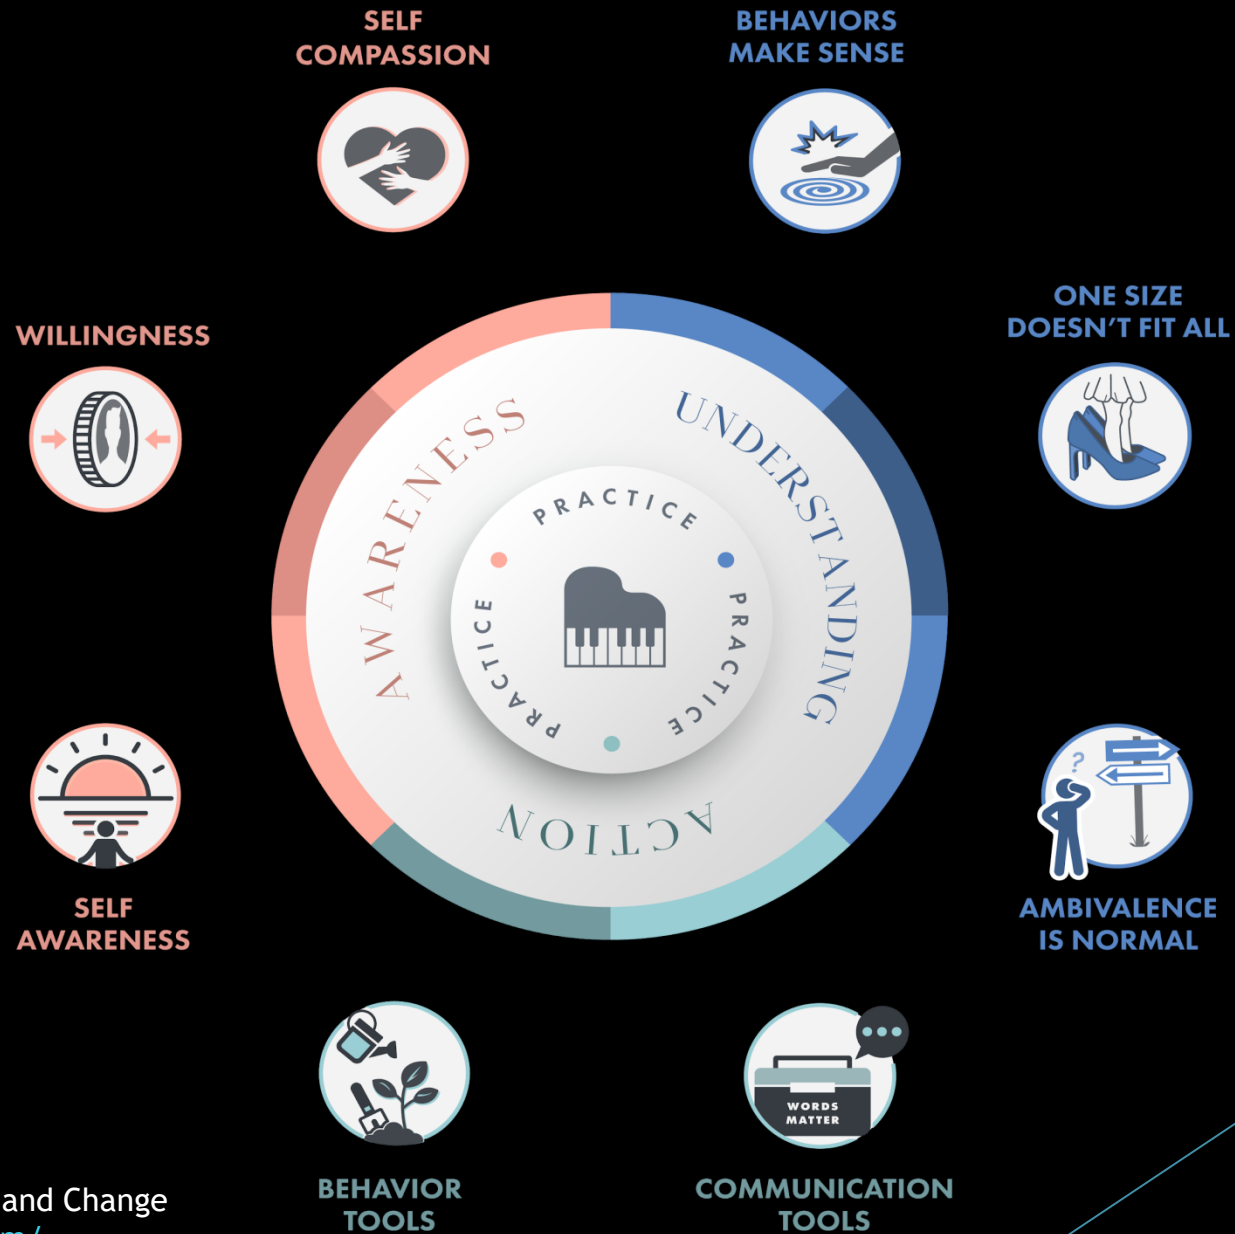 SELF
COMPASSION
BEHAVIORS
MAKE SENSE
WILLINGNESS
ONE SIZE
DOESN'T FIT ALL
AWARENESS
UNDERSTANDING
PRACTICE
PRACTICE
PRACTICE
ACTION
?
SELF
AWARENESS
AMBIVALENCE
IS NORMAL
WORDS
MATTER
BEHAVIOR
TOOLS
COMMUNICATION
TOOLS
and Change